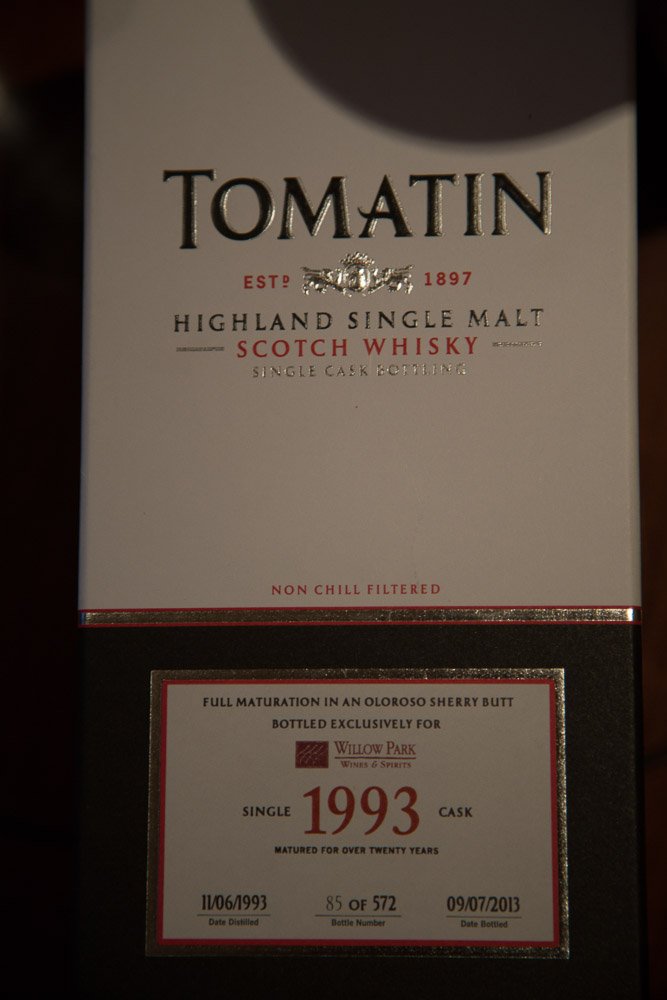 TOMATIN
ESTD 1897
HIGHLAND SINGLE MALT
SCOTCH WHISKY
SINGLE CASK BOTTLING
NON CHILL FILTERED
FULL MATURATION IN AN OLOROSO SHERRY BUTT
BOTTLED EXCLUSIVELY FOR
WILLOW PARK
WINES & SPIRITS
SINGLE 1993 CASK
MATURED FOR OVER TWENTY YEARS
11/06/1993 85 OF 572 09/07/2013
Date Distilled Bottle Number Date Bottled